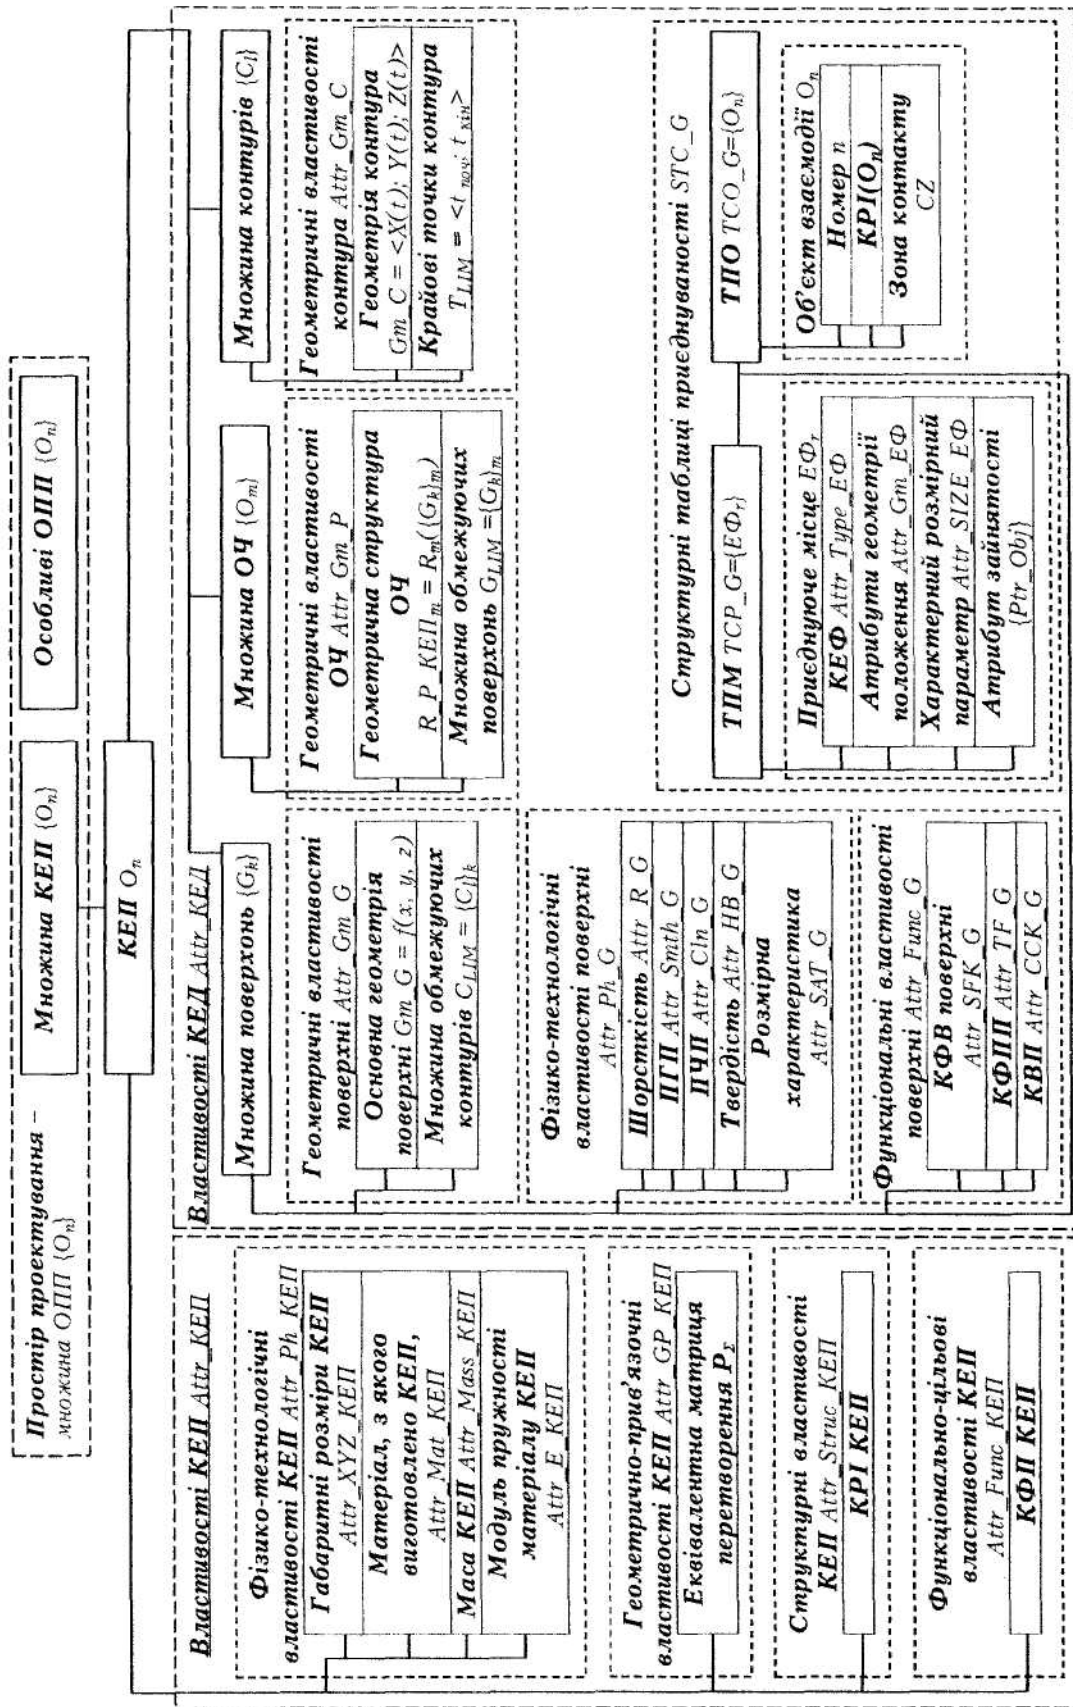 Простір проектування –
множина ОПП {Oₙ}
Множина КЕП {Oₙ}
Особливі ОПП {Oₙ}
КЕП Oₙ
Властивості КЕП Attr_КЕП
Фізико-технологічні
властивості КЕП Attr_Ph_КЕП
Габаритні розміри КЕП
Attr_XYZ_КЕП
Матеріал, з якого
виготовлено КЕП,
Attr_Mat_КЕП
Маса КЕП Attr_Mass_КЕП
Модуль пружності
матеріалу КЕП
Attr_E_КЕП
Геометрично-прив'язочні
властивості КЕП Attr_GP_КЕП
Еквівалентна матриця
перетворення P_Σ
Структурні властивості
КЕП Attr_Struc_КЕП
КРІ КЕП
Функціонально-цільові
властивості КЕП
Attr_Func_КЕП
КФП КЕП
Властивості КЕД Attr_КЕД
Множина поверхонь {Gₖ}
Геометричні властивості
поверхні Attr_Gm_G
Основна геометрія
поверхні Gm_G = f(x, y, z)
Множина обмежуючих
контурів C_LIM = {Cₗ}ₖ
Фізико-технологічні
властивості поверхні
Attr_Ph_G
Шорсткість Attr_R_G
ПГП Attr_Smth_G
ПЧП Attr_Cln_G
Твердість Attr_HB_G
Розмірна
характеристика
Attr_SAT_G
Функціональні властивості
поверхні Attr_Func_G
КФВ поверхні
Attr_SFK_G
КФПП Attr_TF_G
КВП Attr_CCK_G
Множина ОЧ {Oₘ}
Геометричні властивості
ОЧ Attr_Gm_P
Геометрична структура
ОЧ
R_P_КЕПₘ = Rₘ({Gₖ}ₘ)
Множина обмежуючих
поверхонь G_LIM ={Gₖ}ₘ
Множина контурів {Cₗ}
Геометричні властивості
контура Attr_Gm_C
Геометрія контура
Gm_C = <X(t); Y(t); Z(t)>
Крайові точки контура
T_LIM = <t_поч; t_кін>
Структурні таблиці приєднуваності STC_G
ТПМ TCP_G={ЕФᵣ}
Приєднуюче місце ЕФᵣ
КЕФ Attr_Type_ЕФ
Атрибути геометрії
положення Attr_Gm_ЕФ
Характерний розмірний
параметр Attr_SIZE_ЕФ
Атрибут зайнятості
{Ptr_Obj}
ТПО TCO_G={Oₙ}
Об'єкт взаємодії Oₙ
Номер n
КРІ(Oₙ)
Зона контакту
CZ